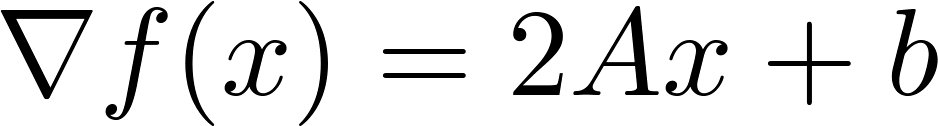 ∇f(x) = 2Ax + b